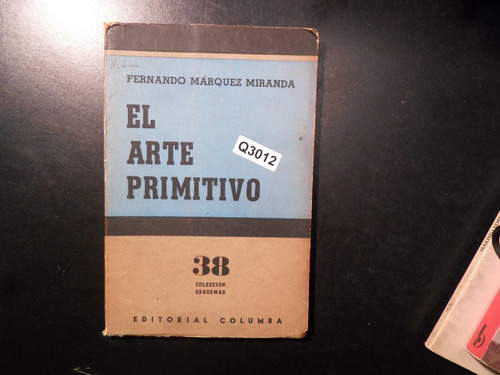 FERNANDO MÁRQUEZ MIRANDA
EL
ARTE
PRIMITIVO
Q3012
38
COLECCIÓN
ESQUEMAS
EDITORIAL COLUMBA